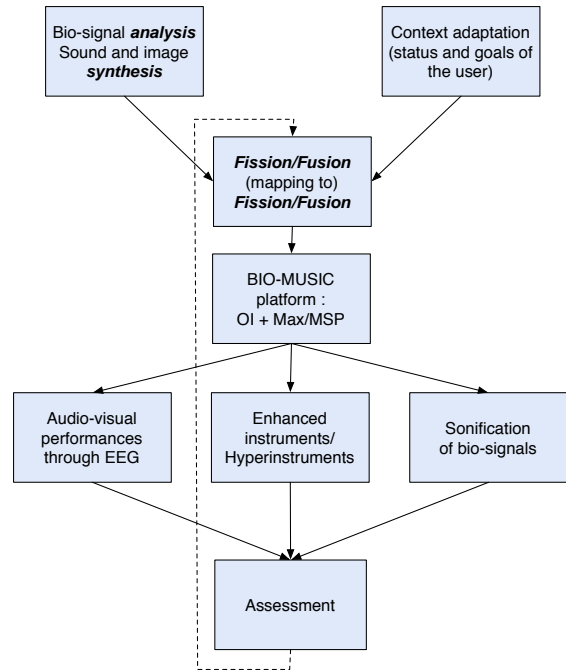 Bio-signal analysis
Sound and image
synthesis
Context adaptation
(status and goals of
the user)
Fission/Fusion
(mapping to)
Fission/Fusion
BIO-MUSIC
platform :
OI + Max/MSP
Audio-visual
performances
through EEG
Enhanced
instruments/
Hyperinstruments
Sonification
of bio-signals
Assessment